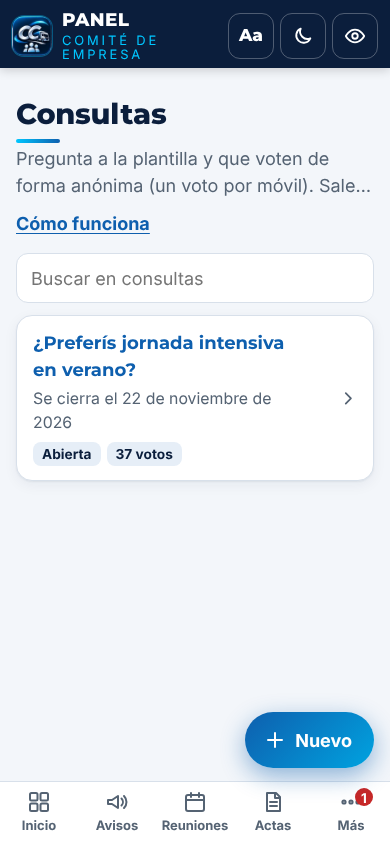 PANEL
COMITÉ DE
EMPRESA
Aa
Consultas
Pregunta a la plantilla y que voten de
forma anónima (un voto por móvil). Sale...
Cómo funciona
Buscar en consultas
¿Preferís jornada intensiva
en verano?
Se cierra el 22 de noviembre de
2026
Abierta 37 votos
Nuevo
1
Inicio Avisos Reuniones Actas Más